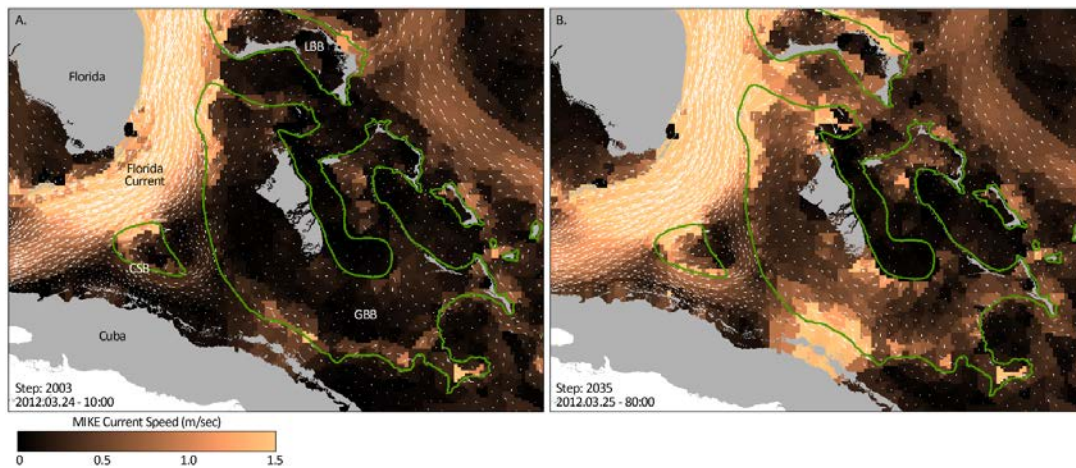 A.
Florida
LBB
Florida
Current
CSB
GBB
Cuba
Step: 2003
2012.03.24 - 10:00
B.
Step: 2035
2012.03.25 - 80:00
MIKE Current Speed (m/sec)
0 0.5 1.0 1.5